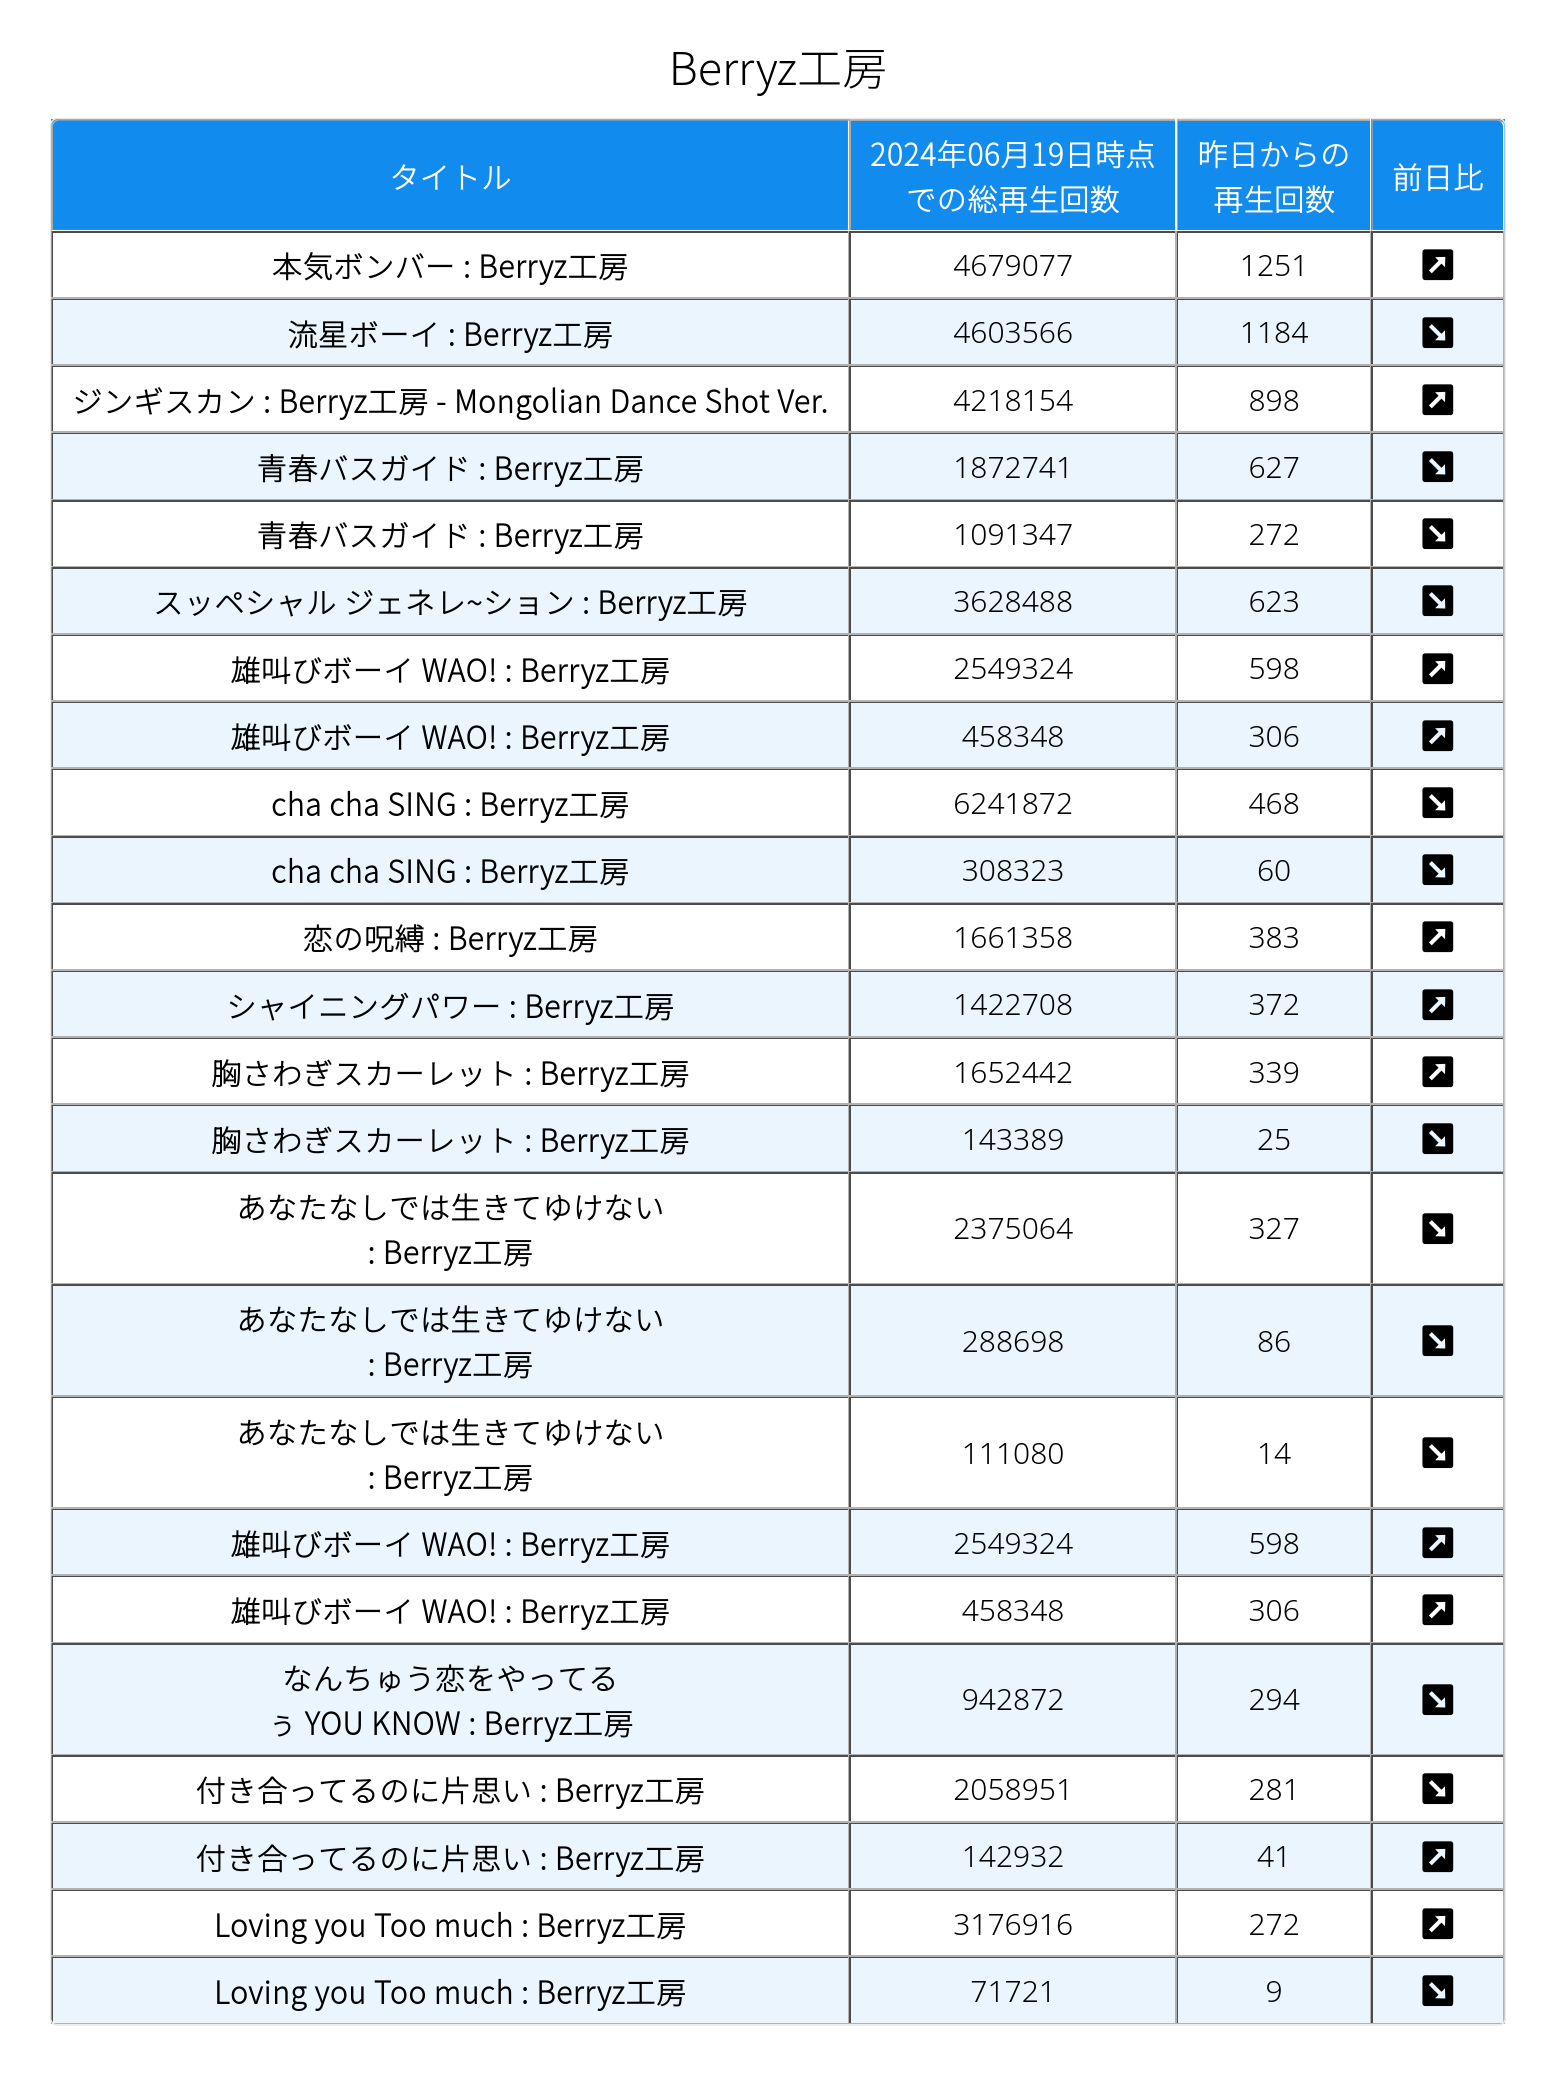 Berryz工房
タイトル
2024年06月19日時点
での総再生回数
昨日からの
再生回数
前日比
本気ボンバー : Berryz工房 4679077 1251
流星ボーイ : Berryz工房 4603566 1184
ジンギスカン : Berryz工房 - Mongolian Dance Shot Ver. 4218154 898
青春バスガイド : Berryz工房 1872741 627
青春バスガイド : Berryz工房 1091347 272
スッペシャル ジェネレ~ション : Berryz工房 3628488 623
雄叫びボーイ WAO! : Berryz工房 2549324 598
雄叫びボーイ WAO! : Berryz工房 458348 306
cha cha SING : Berryz工房 6241872 468
cha cha SING : Berryz工房 308323 60
恋の呪縛 : Berryz工房 1661358 383
シャイニングパワー : Berryz工房 1422708 372
胸さわぎスカーレット : Berryz工房 1652442 339
胸さわぎスカーレット : Berryz工房 143389 25
あなたなしでは生きてゆけない
: Berryz工房 2375064 327
あなたなしでは生きてゆけない
: Berryz工房 288698 86
あなたなしでは生きてゆけない
: Berryz工房 111080 14
雄叫びボーイ WAO! : Berryz工房 2549324 598
雄叫びボーイ WAO! : Berryz工房 458348 306
なんちゅう恋をやってる
ぅ YOU KNOW : Berryz工房 942872 294
付き合ってるのに片思い : Berryz工房 2058951 281
付き合ってるのに片思い : Berryz工房 142932 41
Loving you Too much : Berryz工房 3176916 272
Loving you Too much : Berryz工房 71721 9